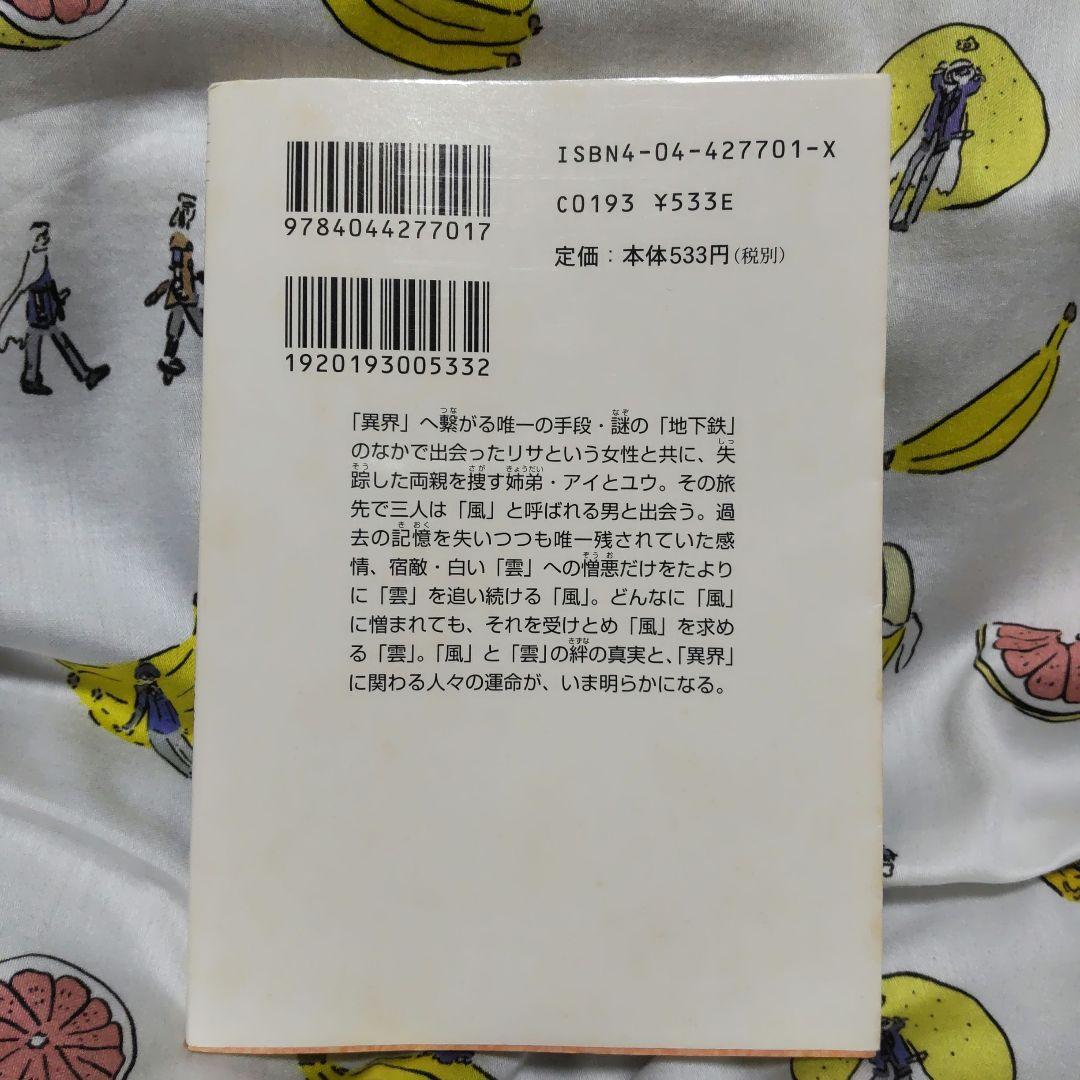 ISBN4-04-427701-X
9784044277017
C0193 ¥533E
定価：本体533円(税別)
1920193005332
「異界」へ繋がる唯一の手段・謎の「地下鉄」
のなかで出会ったリサという女性と共に、失
踪した両親を捜す姉弟・アイとユウ。その旅
先で三人は「風」と呼ばれる男と出会う。過
去の記憶を失いつつも唯一残されていた感
情、宿敵・白い「雲」への憎悪だけをたより
に「雲」を追い続ける「風」。どんなに「風」
に憎まれても、それを受けとめ「風」を求め
る「雲」。「風」と「雲」の絆の真実と、「異界」
に関わる人々の運命が、いま明らかになる。